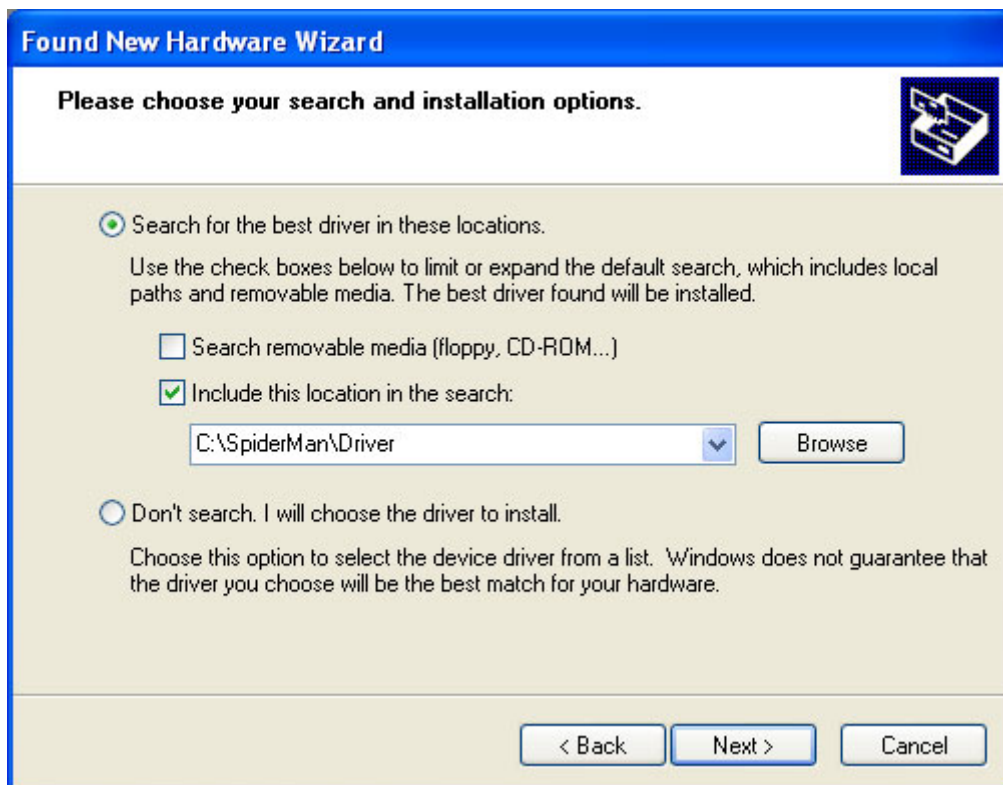 Found New Hardware Wizard
Please choose your search and installation options.
Search for the best driver in these locations.
Use the check boxes below to limit or expand the default search, which includes local
paths and removable media. The best driver found will be installed.
Search removable media (floppy, CD-ROM...)
Include this location in the search:
C:\SpiderMan\Driver
Browse
Don't search. I will choose the driver to install.
Choose this option to select the device driver from a list.  Windows does not guarantee that
the driver you choose will be the best match for your hardware.
< Back Next > Cancel